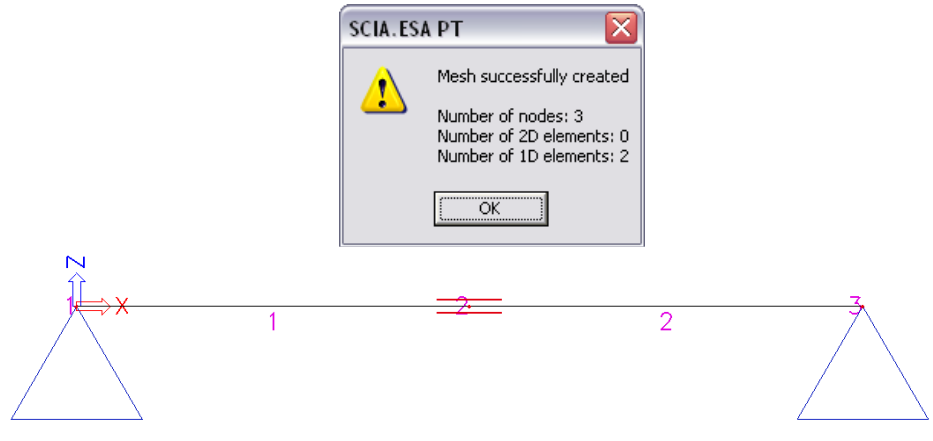 SCIA.ESA PT
Mesh successfully created
Number of nodes: 3
Number of 2D elements: 0
Number of 1D elements: 2
OK
Z
1 X 2 3
1 2